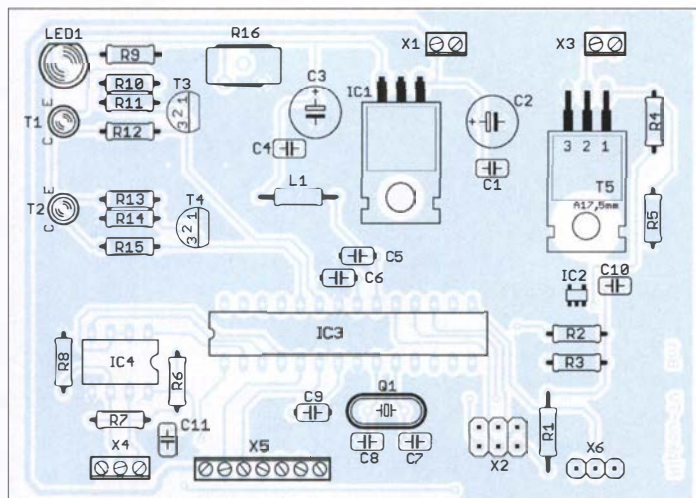 LED1
R9
R16
X1
X3
R10
R11
T3
C3
IC1
C2
1
2
3
T1
E
C
R12
C4
+
+
3 2 1
R4
L1
C1
T5
A17,5mm
R5
E
T2
C
R13
R14
R15
T4
1
2
3
C5
C6
IC2
C10
IC3
R2
R3
R8
IC4
R6
C9
Q1
R7
C11
C8
C7
R1
X4
X5
X2
X6